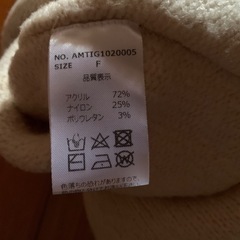 NO. AMTIG1020005
SIZE F
品質表示
アクリル 72%
ナイロン 25%
ポリウレタン 3%